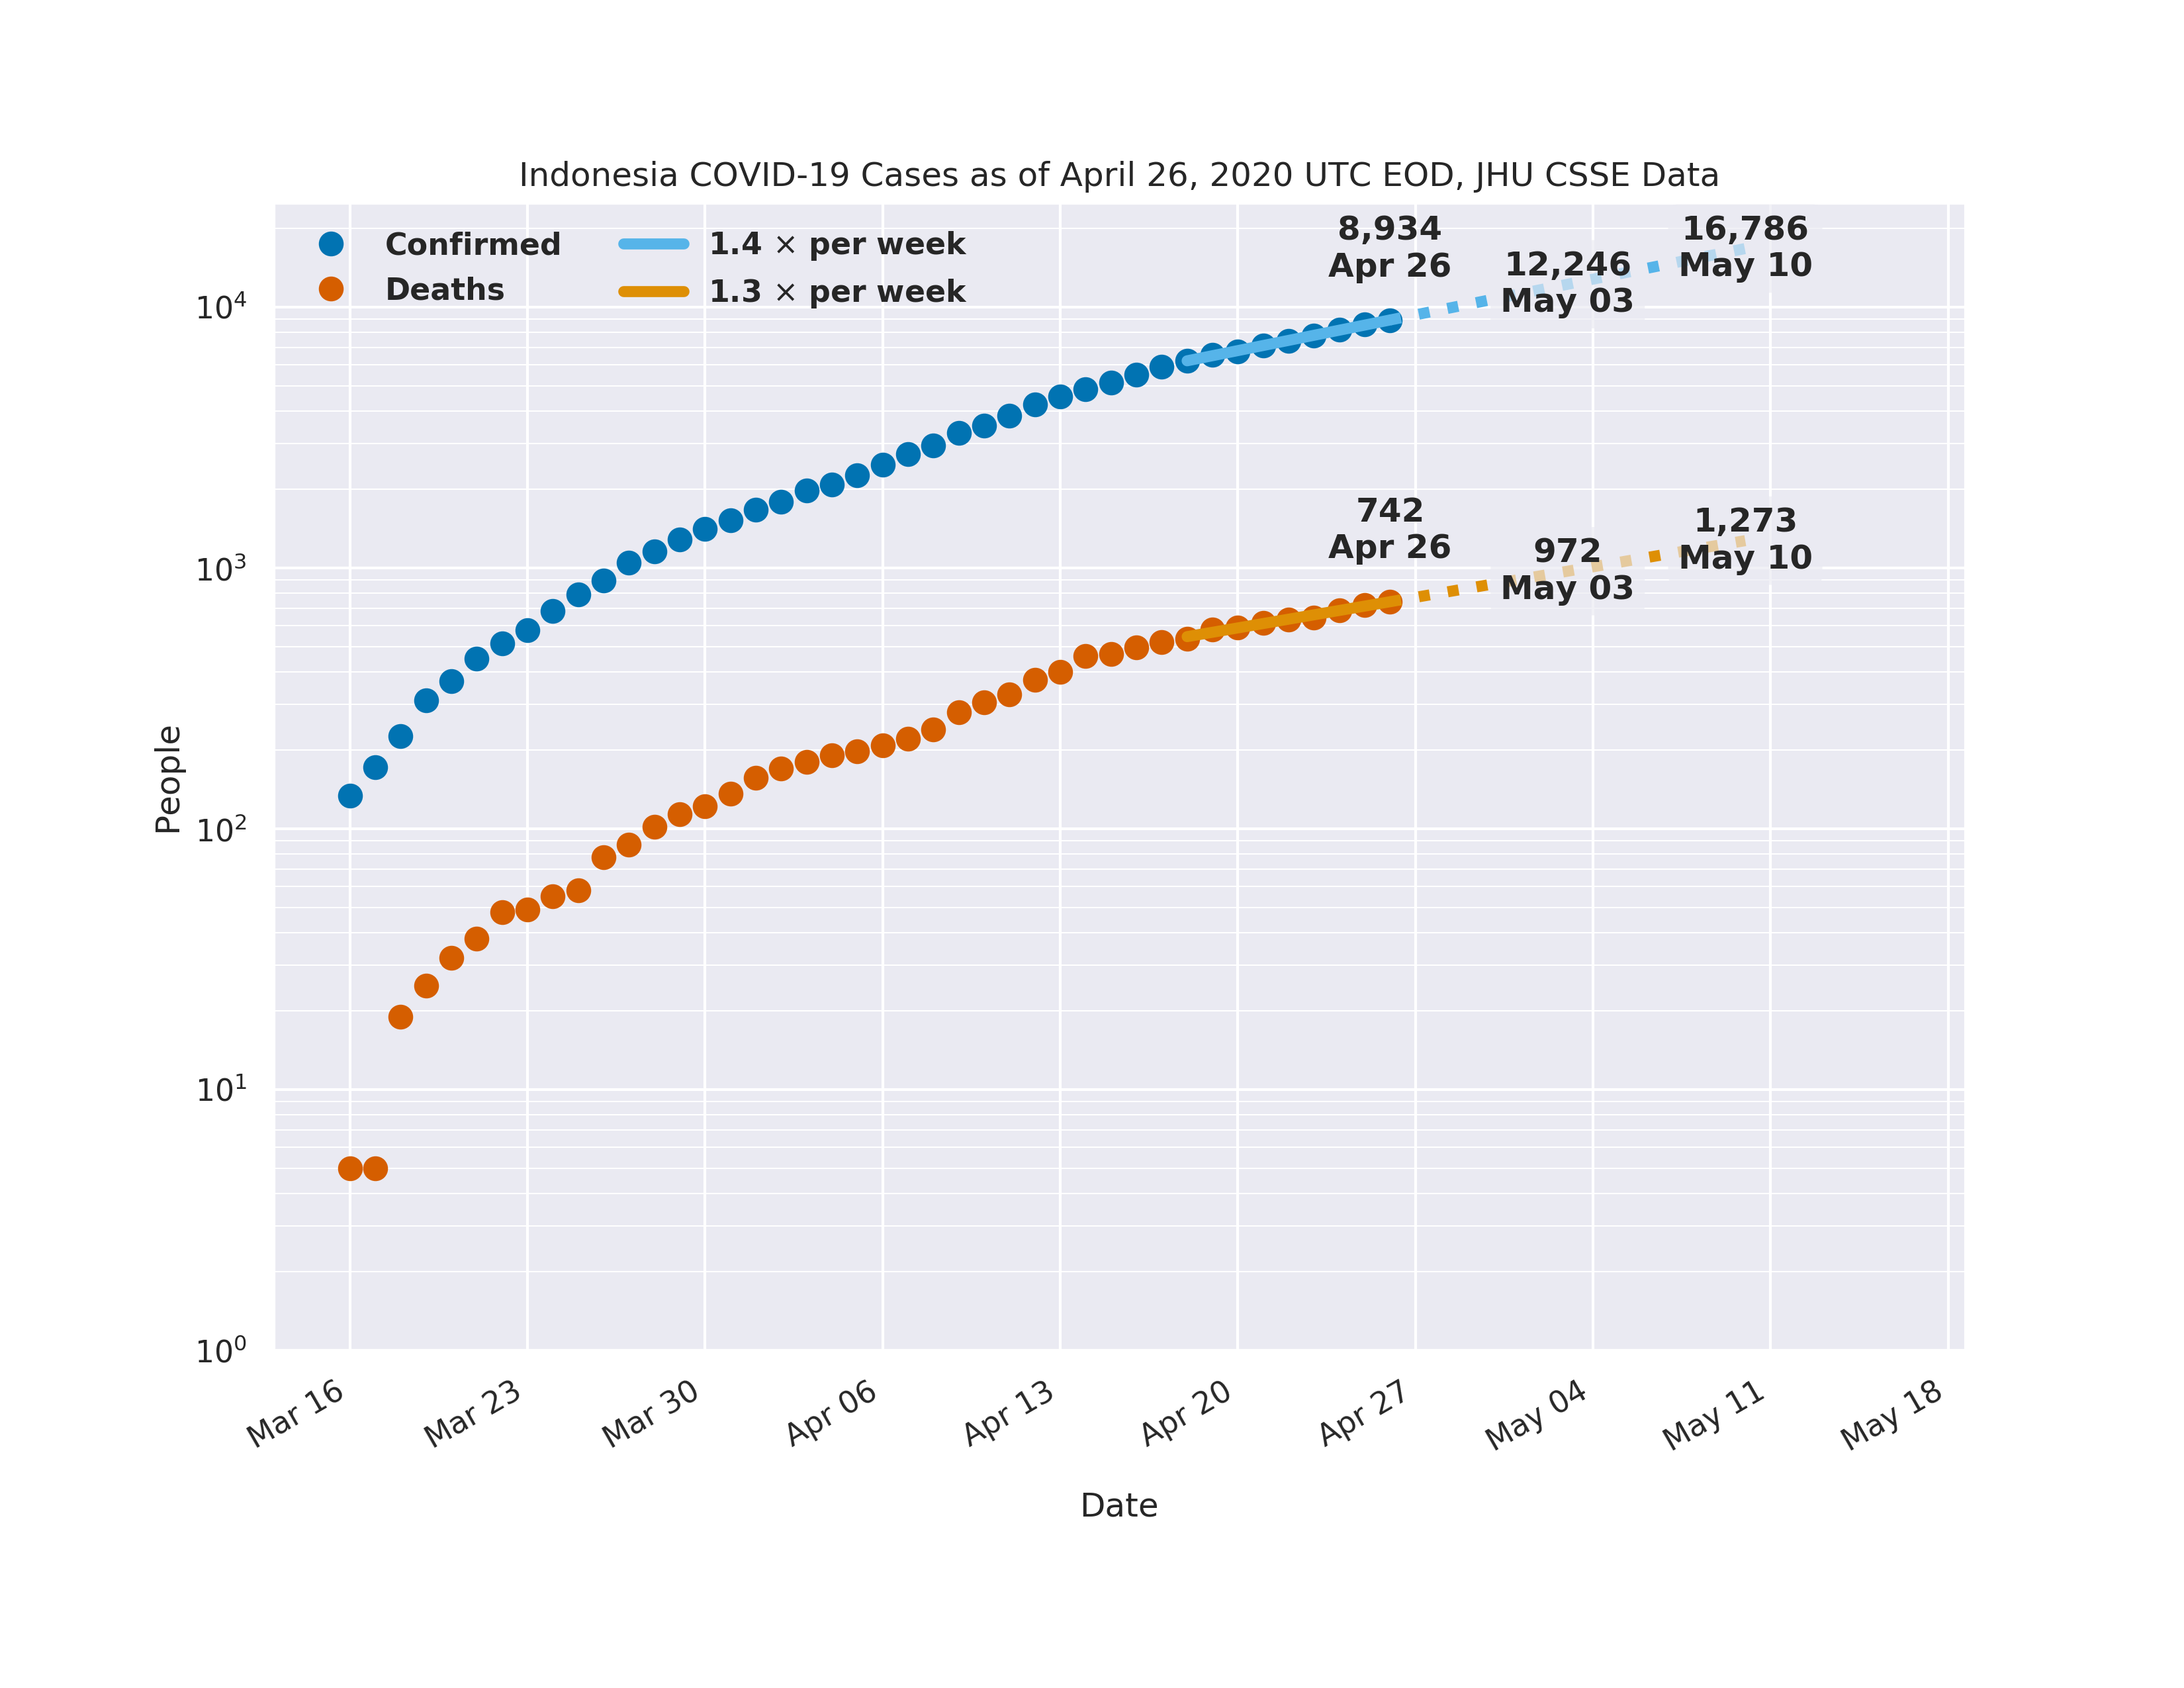 Indonesia COVID-19 Cases as of April 26, 2020 UTC EOD, JHU CSSE Data
Confirmed
Deaths
1.4 × per week
1.3 × per week
8,934
Apr 26
12,246
May 03
16,786
May 10
742
Apr 26
972
May 03
1,273
May 10
People
10⁴
10³
10²
10¹
10⁰
Mar 16
Mar 23
Mar 30
Apr 06
Apr 13
Apr 20
Apr 27
May 04
May 11
May 18
Date